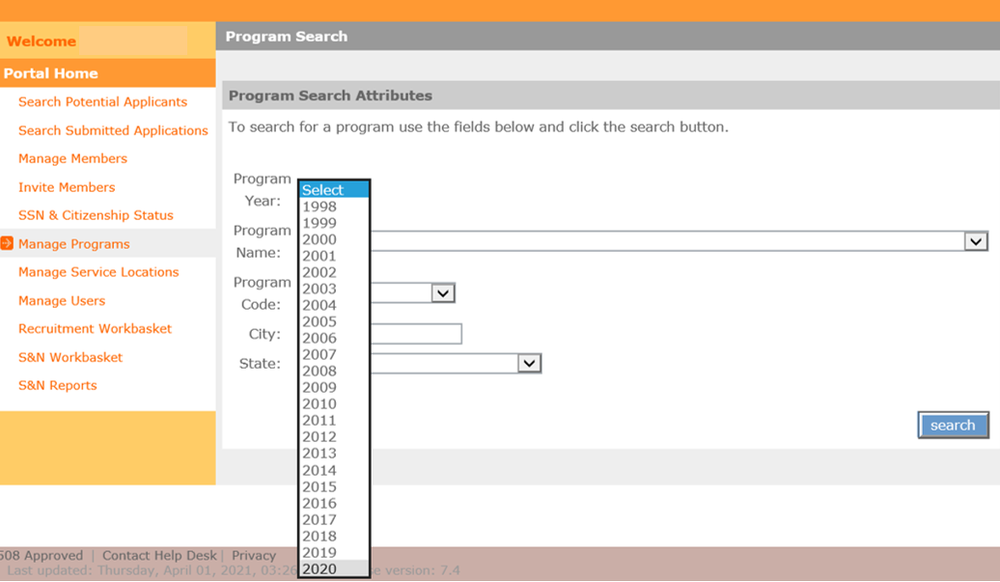 Welcome
Portal Home
Search Potential Applicants
Search Submitted Applications
Manage Members
Invite Members
SSN & Citizenship Status
Manage Programs
Manage Service Locations
Manage Users
Recruitment Workbasket
S&N Workbasket
S&N Reports
Program Search
Program Search Attributes
To search for a program use the fields below and click the search button.
Program
Year:
Program
Name:
Program
Code:
City:
State:
Select
1998
1999
2000
2001
2002
2003
2004
2005
2006
2007
2008
2009
2010
2011
2012
2013
2014
2015
2016
2017
2018
2019
2020
search
508 Approved | Contact Help Desk | Privacy
Last updated: Thursday, April 01, 2021, 03:26 e version: 7.4